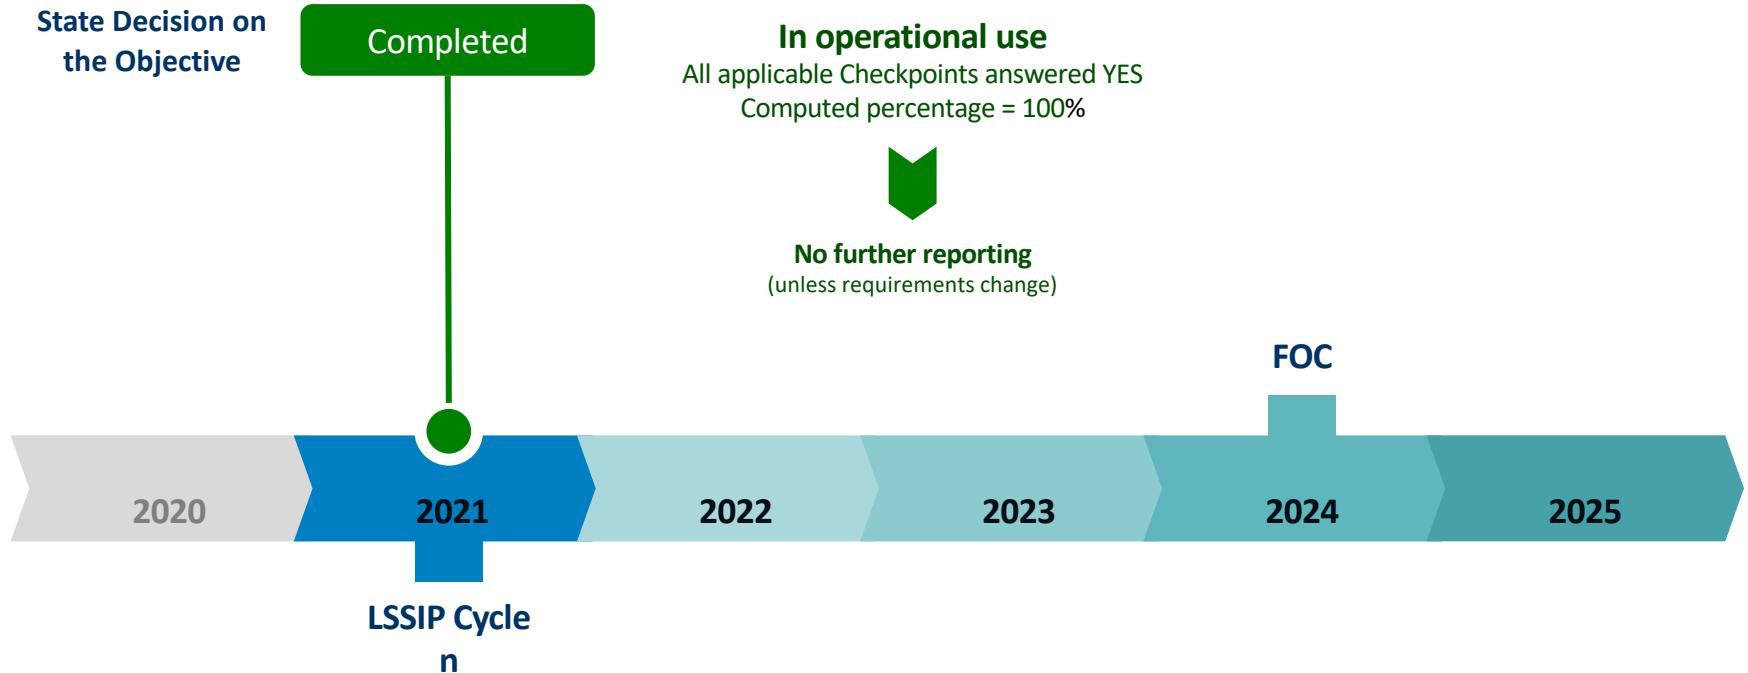 State Decision on
the Objective
Completed
In operational use
All applicable Checkpoints answered YES
Computed percentage = 100%
No further reporting
(unless requirements change)
FOC
2020
2021
2022
2023
2024
2025
LSSIP Cycle
n